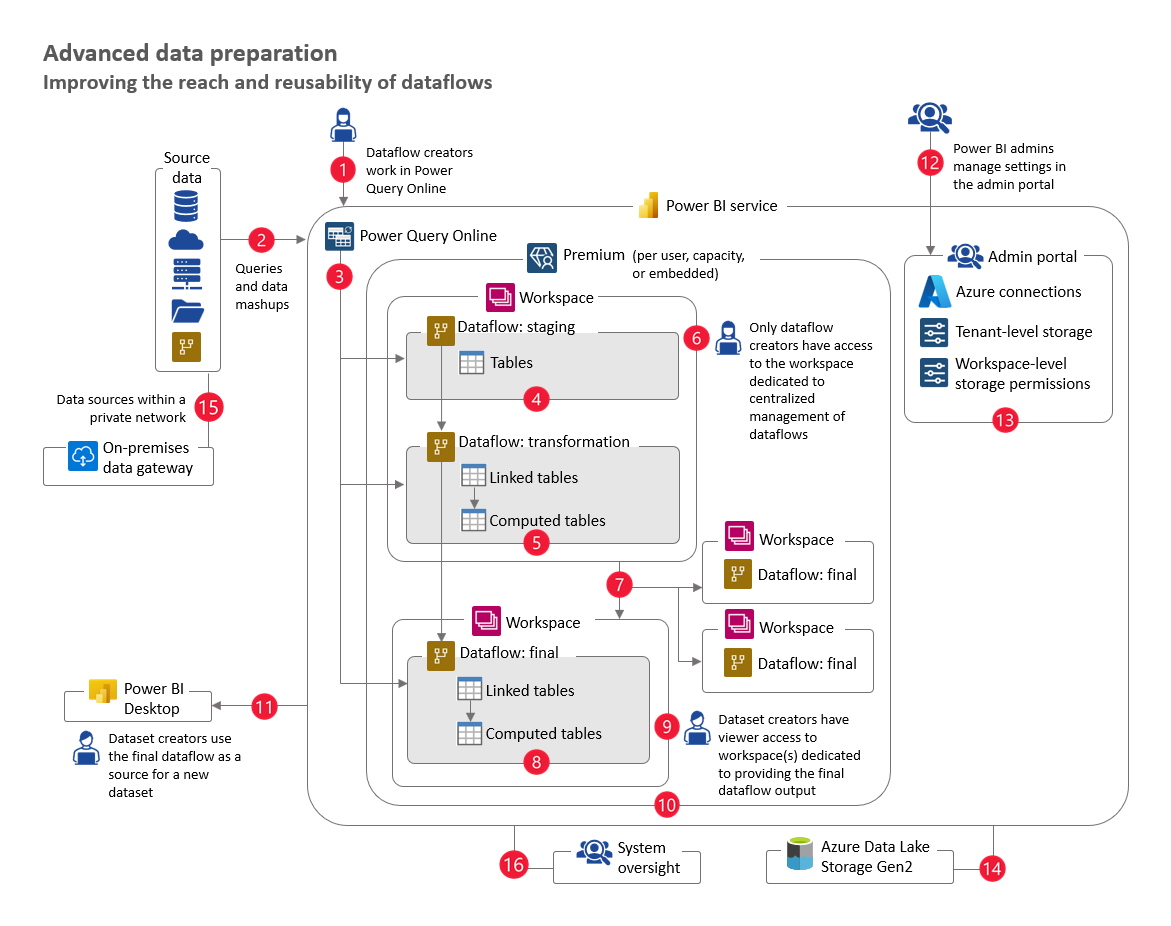 Advanced data preparation
Improving the reach and reusability of dataflows
1
Dataflow creators
work in Power
Query Online
12
Power BI admins
manage settings in
the admin portal
Source
data
2
Queries
and data
mashups
15
Data sources within a
private network
On-premises
data gateway
Power BI service
Power Query Online
3
Premium (per user, capacity,
or embedded)
Workspace
Dataflow: staging
Tables
4
6
Only dataflow
creators have access
to the workspace
dedicated to
centralized
management of
dataflows
Dataflow: transformation
Linked tables
Computed tables
5
7
Workspace
Dataflow: final
Workspace
Dataflow: final
Workspace
Dataflow: final
Linked tables
Computed tables
8
9
Dataset creators have
viewer access to
workspace(s) dedicated
to providing the final
dataflow output
10
Admin portal
Azure connections
Tenant-level storage
Workspace-level
storage permissions
13
Power BI
Desktop
11
Dataset creators use
the final dataflow as a
source for a new
dataset
16
System
oversight
Azure Data Lake
Storage Gen2
14